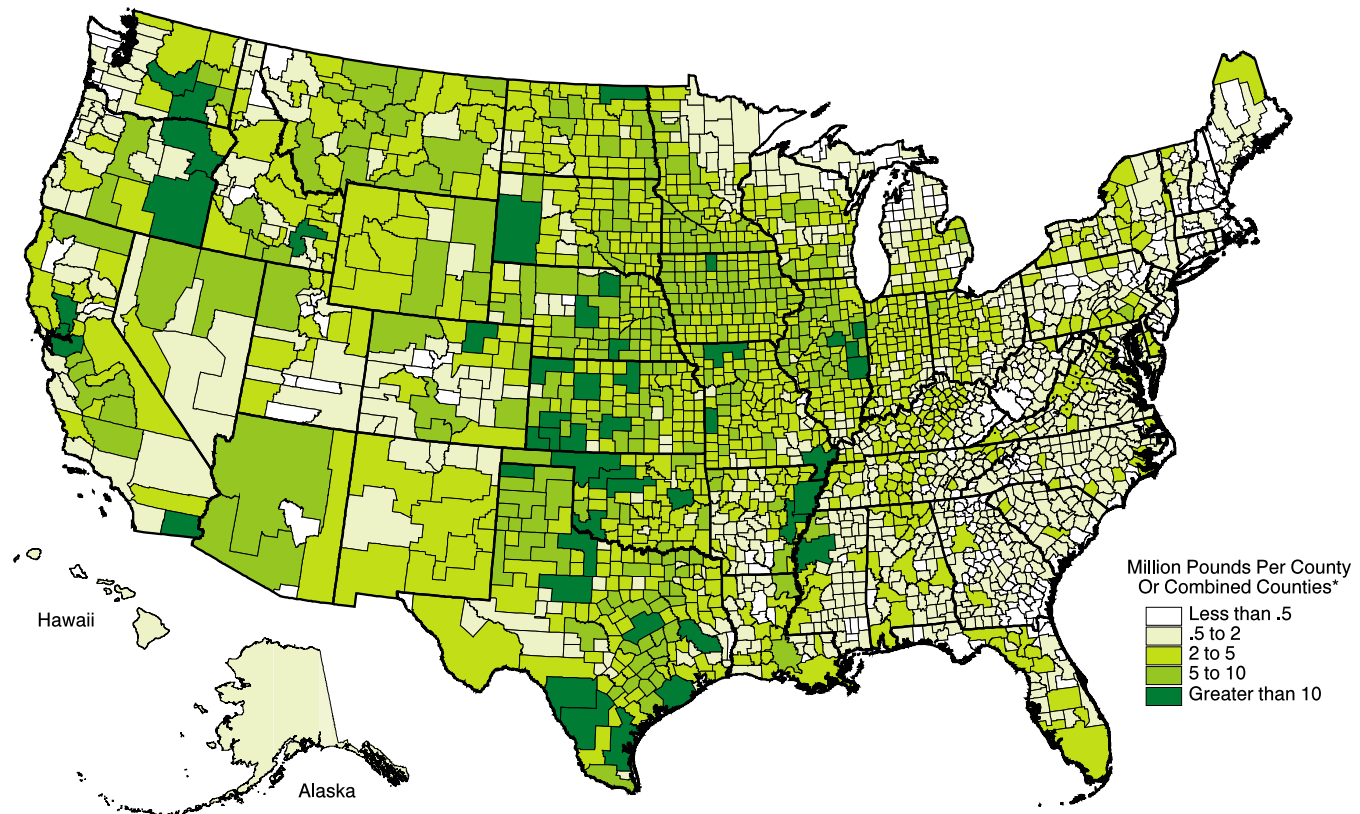 Million Pounds Per County
Or Combined Counties*
Less than .5
.5 to 2
2 to 5
5 to 10
Greater than 10
Hawaii
Alaska